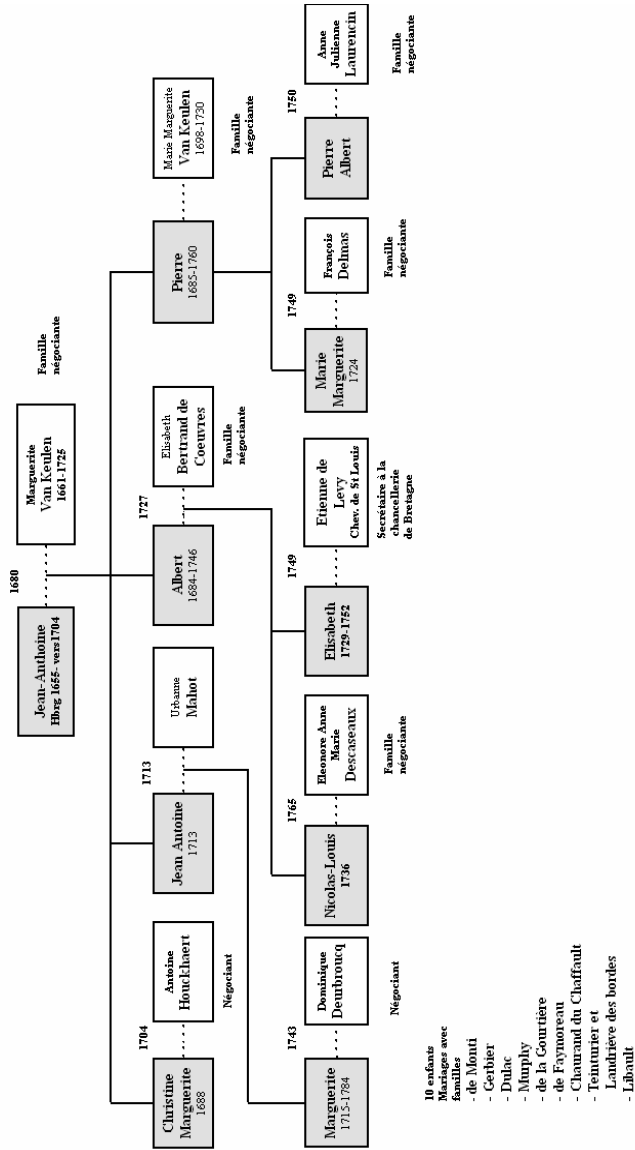 1680
Jean-Anthoine
Hbrg 1655- vers1704
Marguerite
Van Keulen
1661-1725
Famille
négociante
1704
Christine
Marguerite
1688
Antoine
Houckhaert
Négociant
1713
Jean Antoine
1713
Urbanne
Mahot
1727
Albert
1684-1746
Elisabeth
Bertrand de
Coeuvres
Famille
négociante
Pierre
1685-1760
Marie Marguerite
Van Keulen
1698-1730
Famille
négociante
1743
Marguerite
1715-1784
Dominique
Deurbroucq
Négociant
1765
Nicolas-Louis
1736
Eleonore Anne
Marie
Descaseaux
Famille
négociante
1749
Elisabeth
1729-1752
Etienne de
Levy
Chev. de St Louis
Secrétaire à la
chancellerie
de Bretagne
1749
Marie
Marguerite
1724
François
Delmas
Famille
négociante
1750
Pierre
Albert
Anne
Julienne
Laurencin
Famille
négociante
10 enfants
Mariages avec
familles
- de Monti
- Gerbier
- Dulac
- Murphy
- de la Gourtière
- de Faymoreau
- Chaurand du Chaffault
- Teinturier et
Landriève des bordes
- Libault